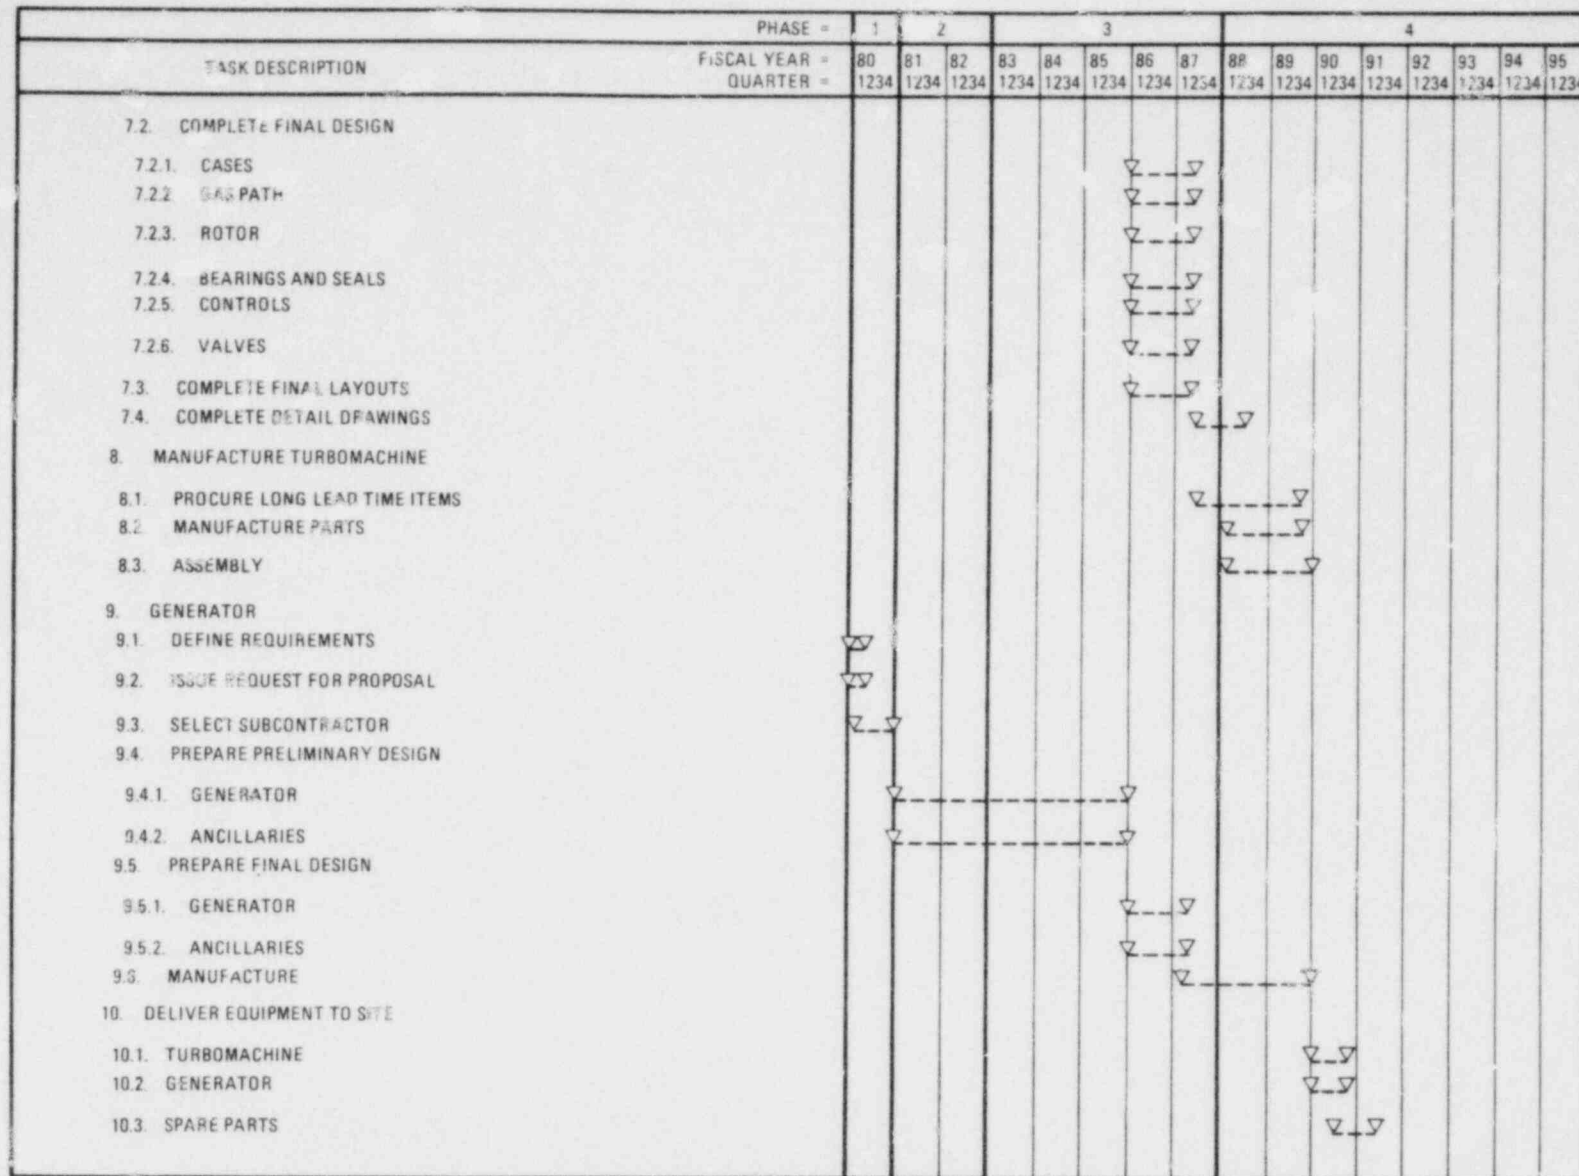 PHASE = 1 2 3 4
TASK DESCRIPTION FISCAL YEAR = 80 81 82 83 84 85 86 87 88 89 90 91 92 93 94 95
QUARTER = 1234 1234 1234 1234 1234 1234 1234 1234 1234 1234 1234 1234 1234 1234 1234 1234
7.2. COMPLETE FINAL DESIGN
7.2.1. CASES
7.2.2 GAS PATH
7.2.3. ROTOR
7.2.4. BEARINGS AND SEALS
7.2.5. CONTROLS
7.2.6. VALVES
7.3. COMPLETE FINAL LAYOUTS
7.4. COMPLETE DETAIL DRAWINGS
8. MANUFACTURE TURBOMACHINE
8.1. PROCURE LONG LEAD TIME ITEMS
8.2. MANUFACTURE PARTS
8.3. ASSEMBLY
9. GENERATOR
9.1. DEFINE REQUIREMENTS
9.2. ISSUE REQUEST FOR PROPOSAL
9.3. SELECT SUBCONTRACTOR
9.4. PREPARE PRELIMINARY DESIGN
9.4.1. GENERATOR
9.4.2. ANCILLARIES
9.5. PREPARE FINAL DESIGN
9.5.1. GENERATOR
9.5.2. ANCILLARIES
9.6. MANUFACTURE
10. DELIVER EQUIPMENT TO SITE
10.1. TURBOMACHINE
10.2. GENERATOR
10.3. SPARE PARTS